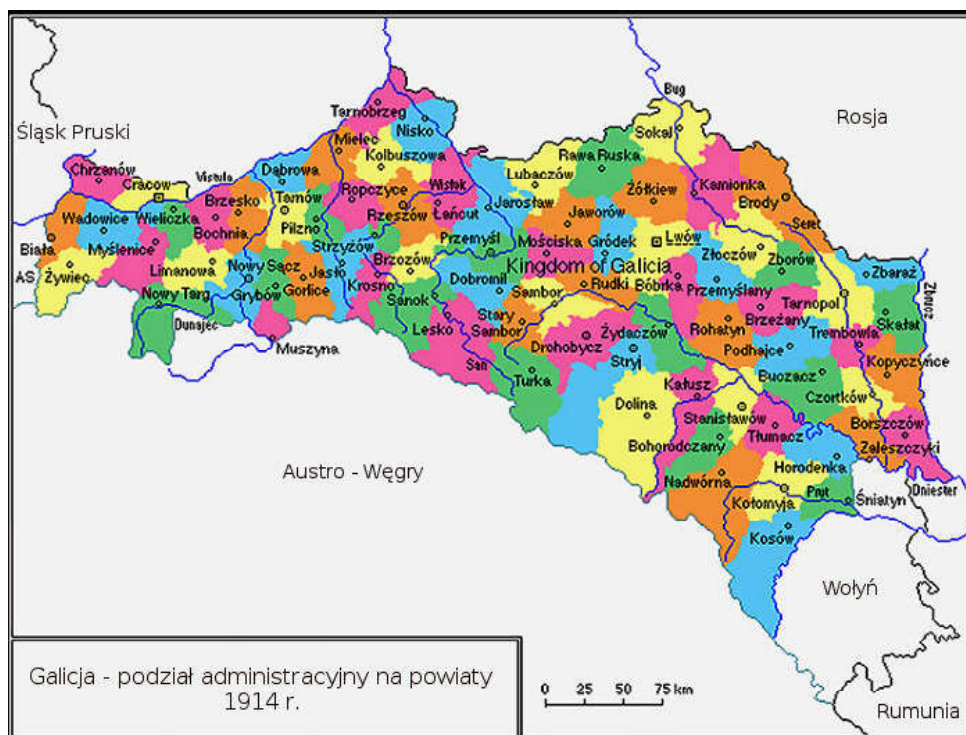 Bug
Rosja
Tarnobrzeg
Sokal
Śląsk Pruski
Nisko
Mielec
Kolbuszowa
Rawa Ruska
Chrzanów
Vistula
Dąbrowa
Lubaczów
Cracow
Tarnów
Ropczyce
Wisłok
Żółkiew
Kamionka
Wadowice
Wieliczka
Brzesko
Rzeszów
Łańcut
Jarosław
Jaworów
Brody
Bochnia
Pilzno
Seret
Biała
Myślenice
Strzyżów
Przemyśl
Mościska
Gródek
Lwów
Złoczów
Zborów
Zbaraż
AS
Żywiec
Limanowa
Nowy Sącz
Jasło
Brzozów
Dobromil
Kingdom of Galicia
Rudki
Bóbrka
Przemyślany
Tarnopol
Zbrucz
Nowy Targ
Grybów
Gorlice
Krosno
Sanok
Sambor
Brzeżany
Skałat
Dunajec
Lesko
Stary
Sambor
Żydaczów
Rohatyn
Trembowla
Muszyna
Drohobycz
Stryj
Podhajce
Kopyczyńce
San
Turka
Kałusz
Buczacz
Czortków
Dolina
Stanisławów
Tłumacz
Borszczów
Bohorodczany
Zaleszczyki
Austro - Węgry
Horodenka
Nadwórna
Kołomyja
Prut
Śniatyn
Dniester
Kosów
Wołyń
Galicja - podział administracyjny na powiaty
1914 r.
0 25 50 75 km
Rumunia